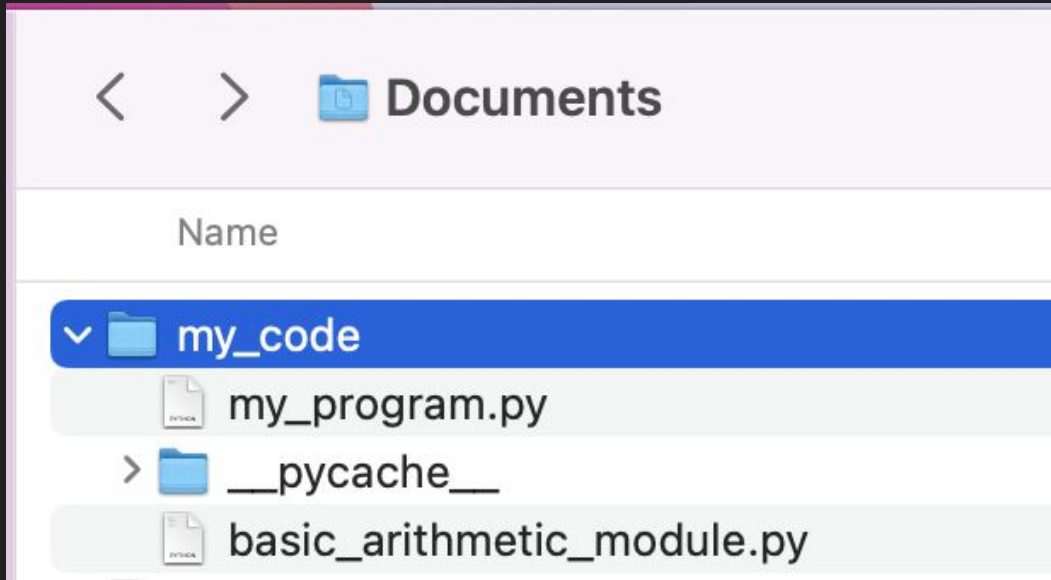 Documents
Name
my_code
my_program.py
__pycache__
basic_arithmetic_module.py